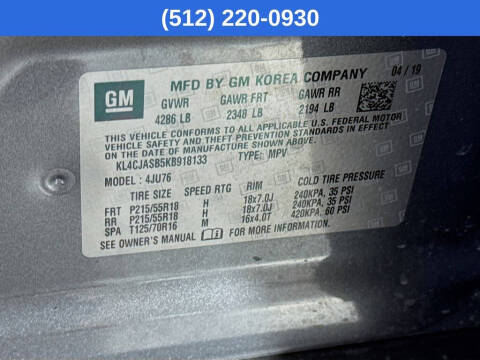 (512) 220-0930
GM
MFD BY GM KOREA COMPANY 04/19
GVWR GAWR FRT GAWR RR
4286 LB 2348 LB 2194 LB
THIS VEHICLE CONFORMS TO ALL APPLICABLE U.S. FEDERAL MOTOR
VEHICLE SAFETY AND THEFT PREVENTION STANDARDS IN EFFECT ON
THE DATE OF MANUFACTURE SHOWN ABOVE.
KL4CJASB5KB918133 TYPE: MPV
MODEL: 4JU76
TIRE SIZE SPEED RTG RIM COLD TIRE PRESSURE
FRT P215/55R18 H 18x7.0J 240KPA, 35 PSI
RR P215/55R18 H 18x7.0J 240KPA, 35 PSI
SPA T125/70R16 M 16x4.0T 420KPA, 60 PSI
SEE OWNER'S MANUAL FOR MORE INFORMATION